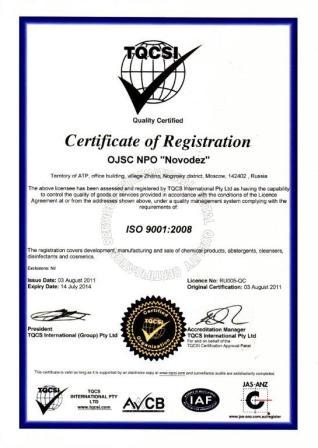 TQCSI
Quality Certified
Certificate of Registration
OJSC NPO "Novodez"
Territory of ATP, office building, village Zhilino, Noginsky district, Moscow, 142402 , Russia
The above licensee has been assessed and registered by TQCS International Pty Ltd as having the capability
to control the quality of goods or services provided in accordance with the conditions of the Licence
Agreement at or from the addresses shown above, under a quality management system complying with the
requirements of:
ISO 9001:2008
The registration covers development, manufacturing and sale of chemical products, abstergents, cleansers,
disinfectants and cosmetics.
Exclusions: Nil
Issue Date: 03 August 2011
Expiry Date: 14 July 2014
Licence No: RU005-QC
Original Certification: 03 August 2011
President
TQCS International (Group) Pty Ltd
Certified
Organisation
Accreditation Manager
TQCS International Pty Ltd
For and on behalf of the
TQCSI Certification Approval Panel
This certificate is valid so long as it is supported by an electronic copy at www.tqcsi.com and surveillance audits are satisfactorily completed.
TQCSI
TQCS
INTERNATIONAL PTY
LTD
www.tqcsi.com
CB
IAF
JAS-ANZ
www.jas-anz.com.au/register